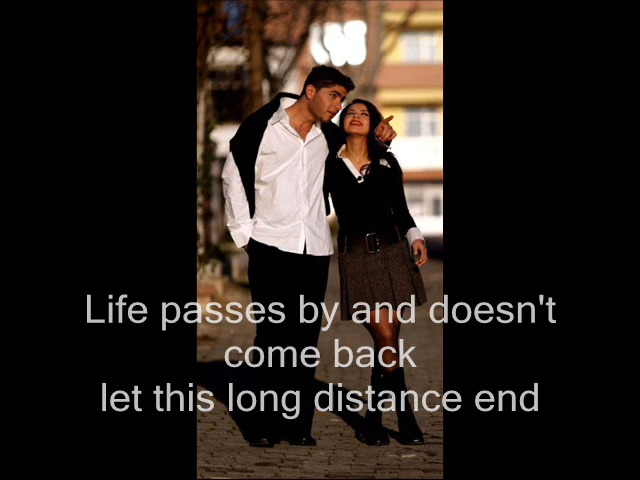 Life passes by and doesn't
come back
let this long distance end